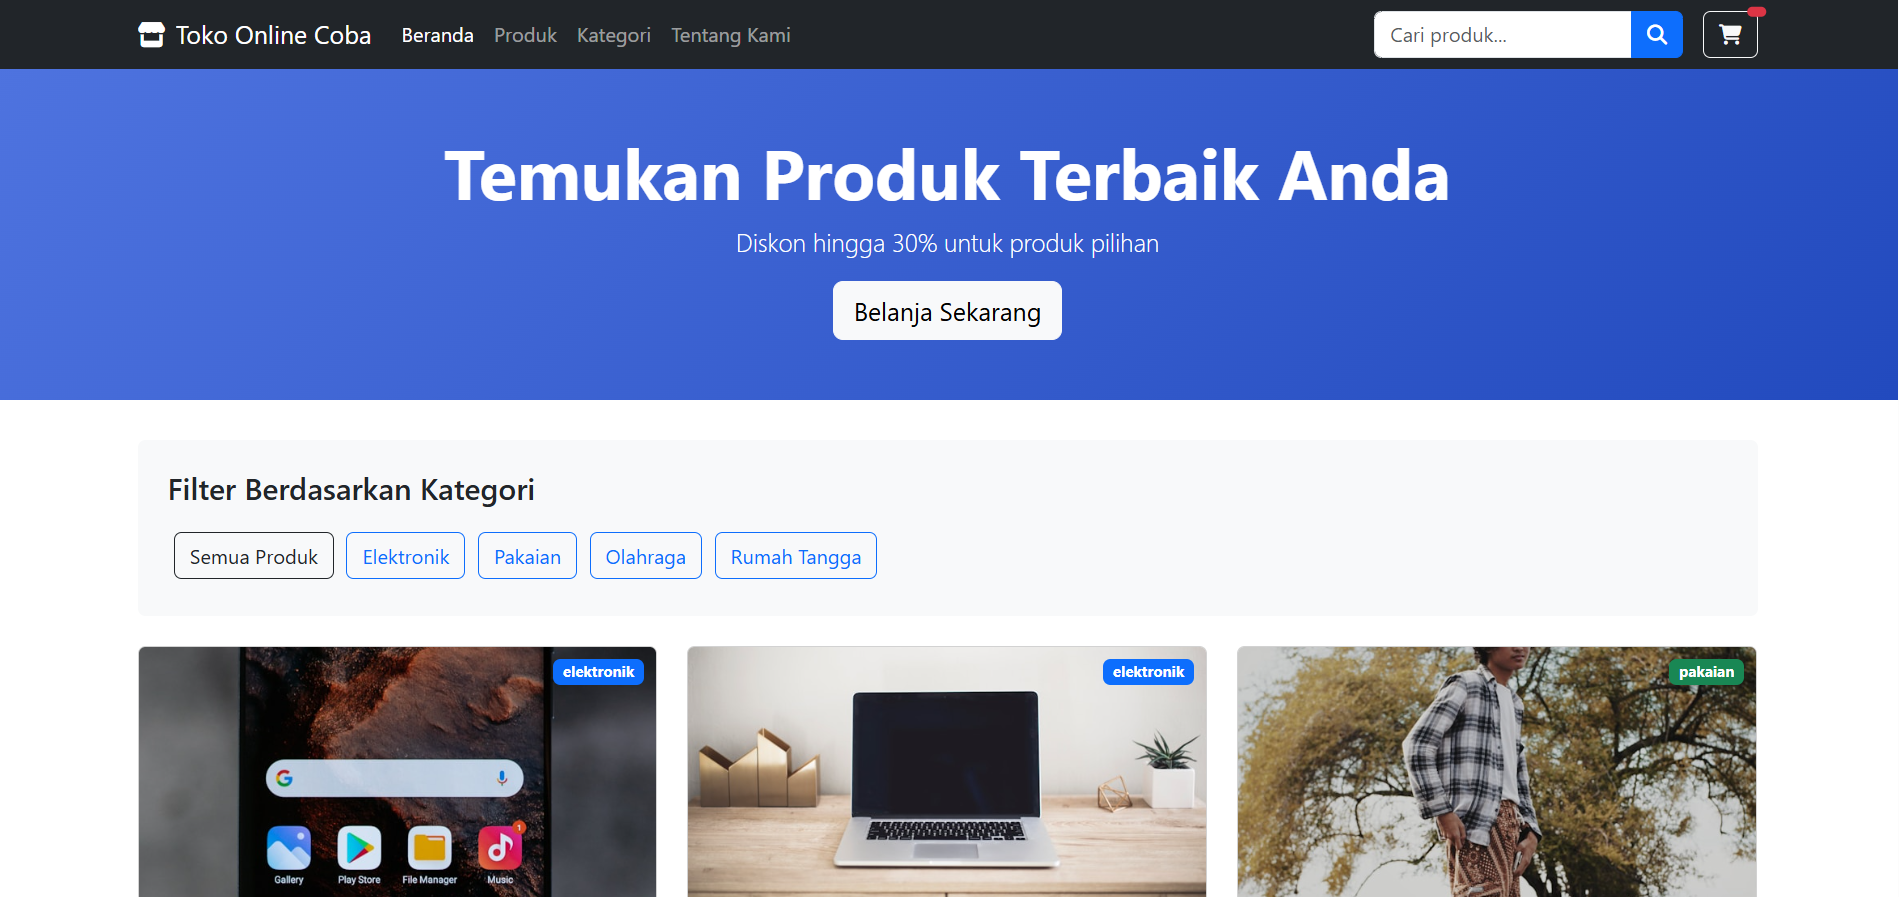 Toko Online Coba
Beranda
Produk
Kategori
Tentang Kami
Cari produk...
Temukan Produk Terbaik Anda
Diskon hingga 30% untuk produk pilihan
Belanja Sekarang
Filter Berdasarkan Kategori
Semua Produk
Elektronik
Pakaian
Olahraga
Rumah Tangga
elektronik
G
1
Gallery
Play Store
File Manager
Music
elektronik
pakaian